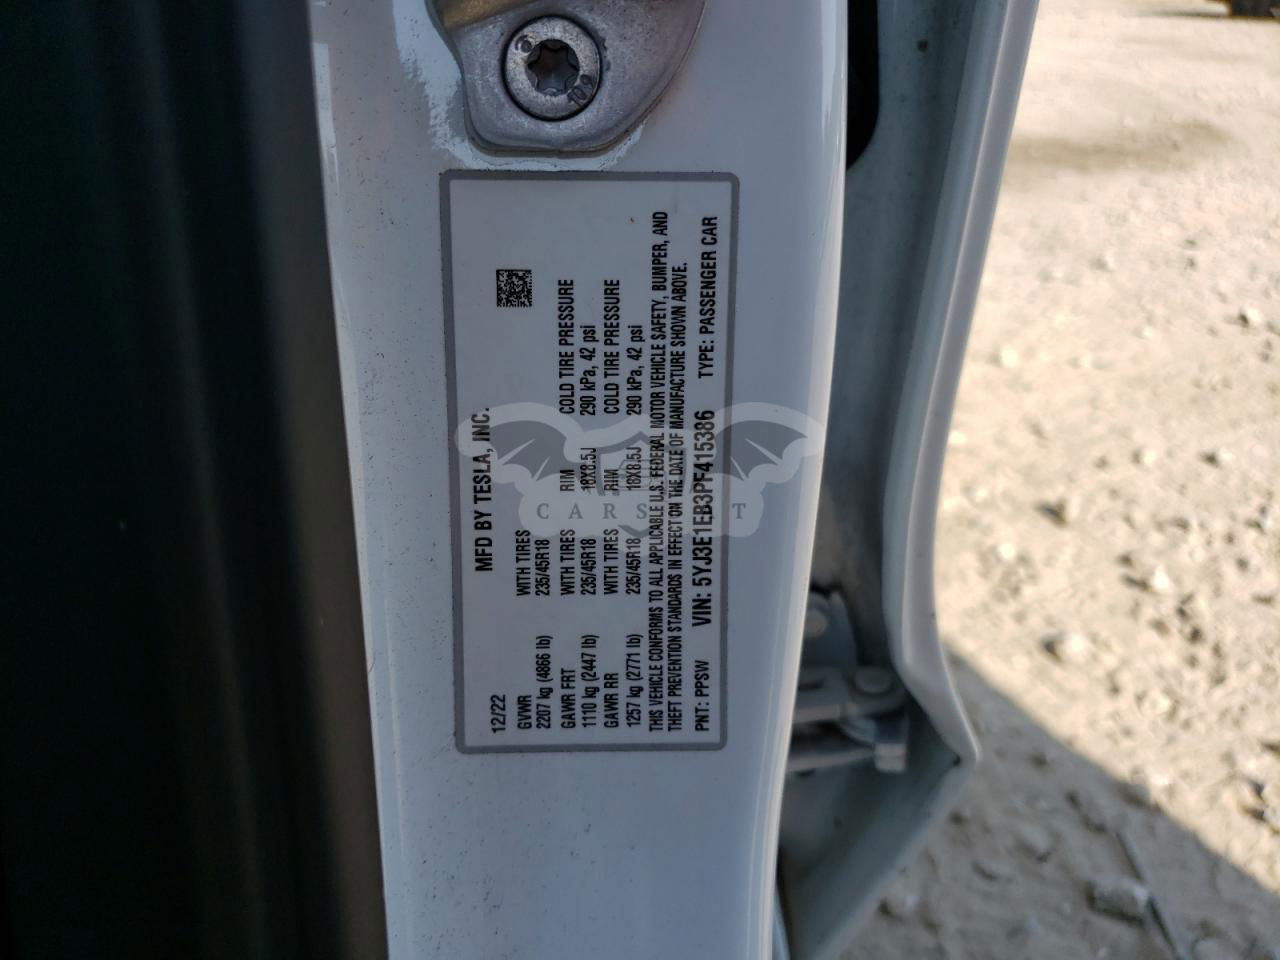 MFD BY TESLA, INC.
12/22
GVWR WITH TIRES
2207 kg (4866 lb) 235/45R18
GAWR FRT WITH TIRES RIM COLD TIRE PRESSURE
1110 kg (2447 lb) 235/45R18 18X8.5J 290 kPa, 42 psi
GAWR RR WITH TIRES RIM COLD TIRE PRESSURE
1257 kg (2771 lb) 235/45R18 18X8.5J 290 kPa, 42 psi
THIS VEHICLE CONFORMS TO ALL APPLICABLE U.S. FEDERAL MOTOR VEHICLE SAFETY, BUMPER, AND
THEFT PREVENTION STANDARDS IN EFFECT ON THE DATE OF MANUFACTURE SHOWN ABOVE.
PNT: PPSW VIN: 5YJ3E1EB3PF415386 TYPE: PASSENGER CAR